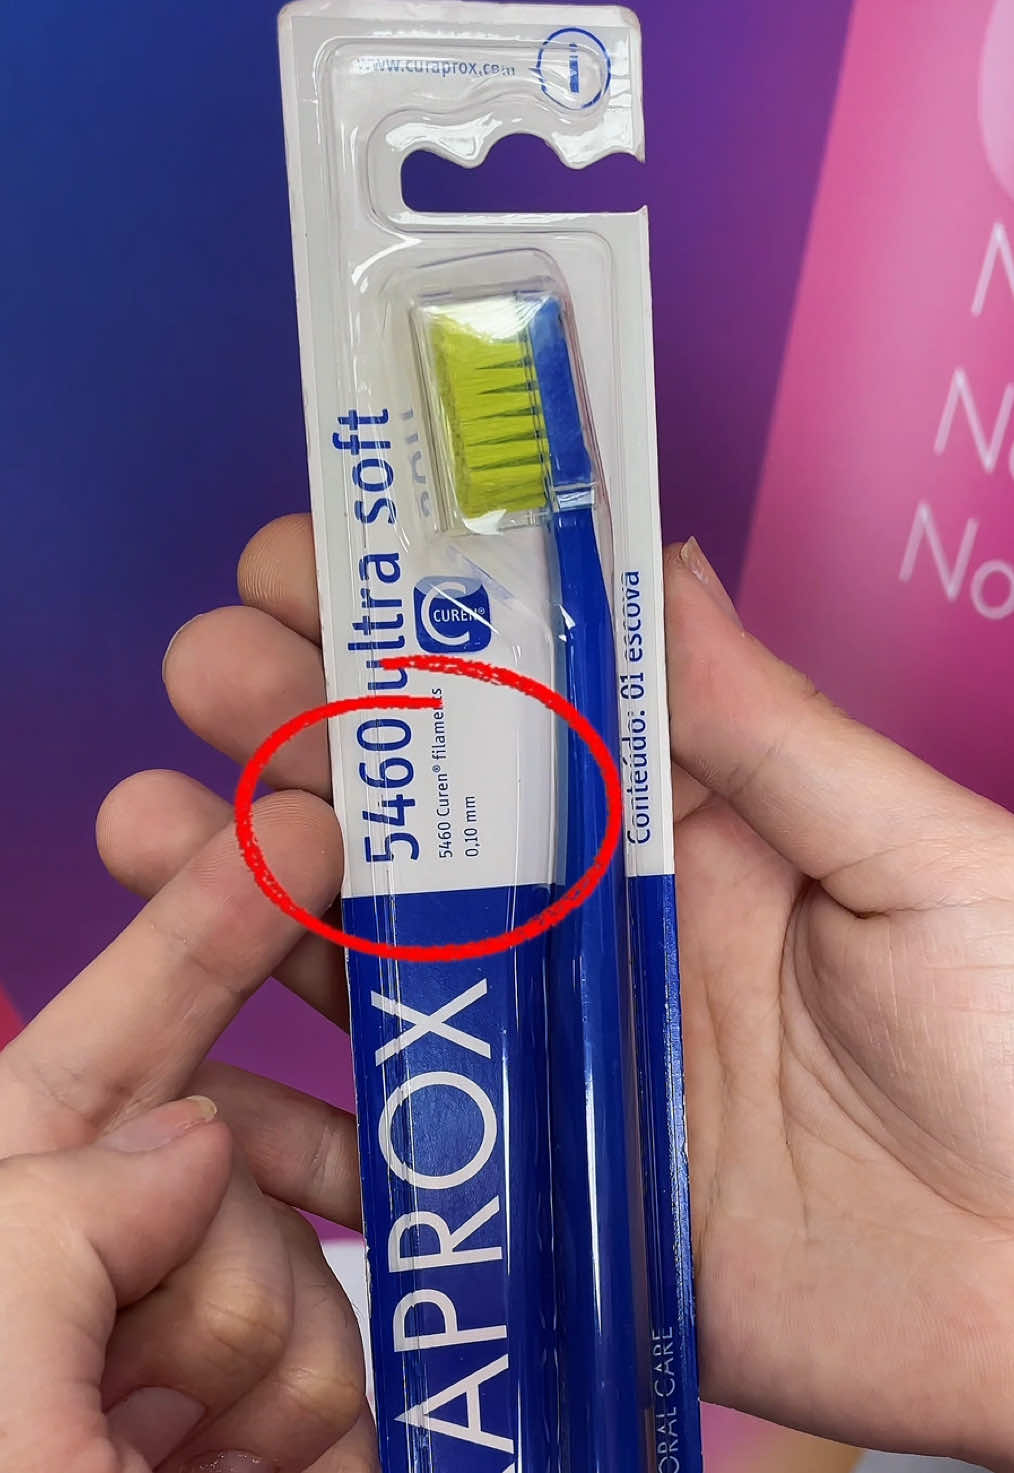 www.curaprox.com
5460 ultra soft
CUREN®
5460 Curen® filaments
0,10 mm
Conteúdo: 01 escova
APROX
ORAL CARE
No